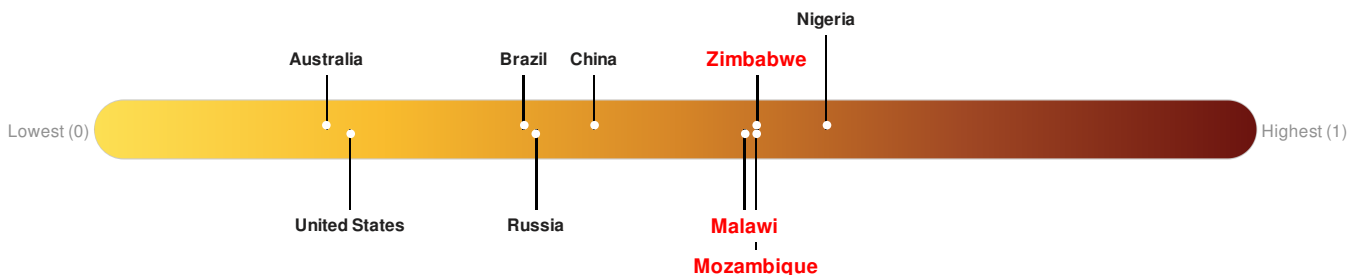 Nigeria
Australia Brazil China Zimbabwe
Lowest (0) Highest (1)
United States Russia Malawi
Mozambique